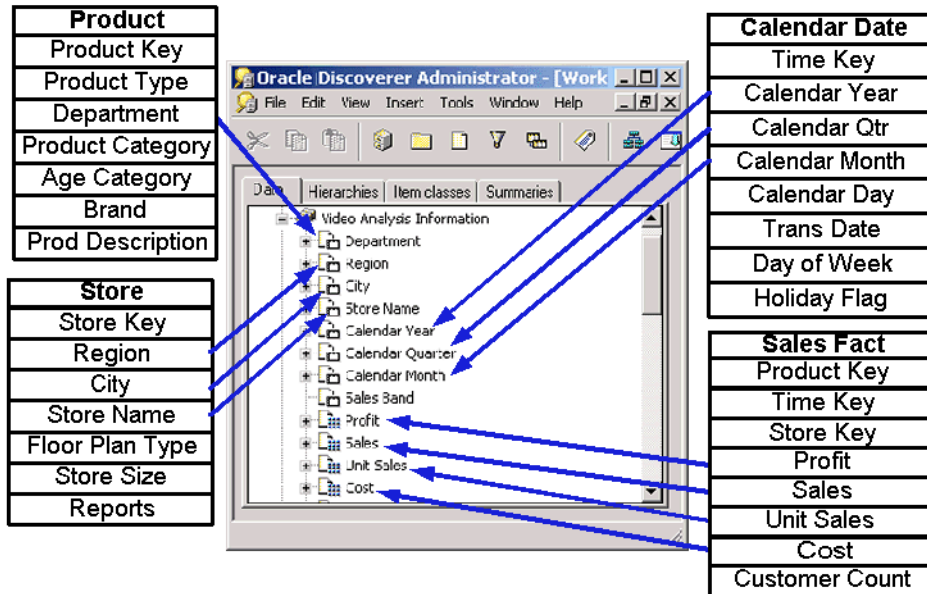 Product
Product Key
Product Type
Department
Product Category
Age Category
Brand
Prod Description
Store
Store Key
Region
City
Store Name
Floor Plan Type
Store Size
Reports
Oracle Discoverer Administrator - [Work
File Edit View Insert Tools Window Help
Data Hierarchies Item classes Summaries
Video Analysis Information
Department
Region
City
Store Name
Calendar Year
Calendar Quarter
Calendar Month
Sales Band
Profit
Sales
Unit Sales
Cost
Calendar Date
Time Key
Calendar Year
Calendar Qtr
Calendar Month
Calendar Day
Trans Date
Day of Week
Holiday Flag
Sales Fact
Product Key
Time Key
Store Key
Profit
Sales
Unit Sales
Cost
Customer Count